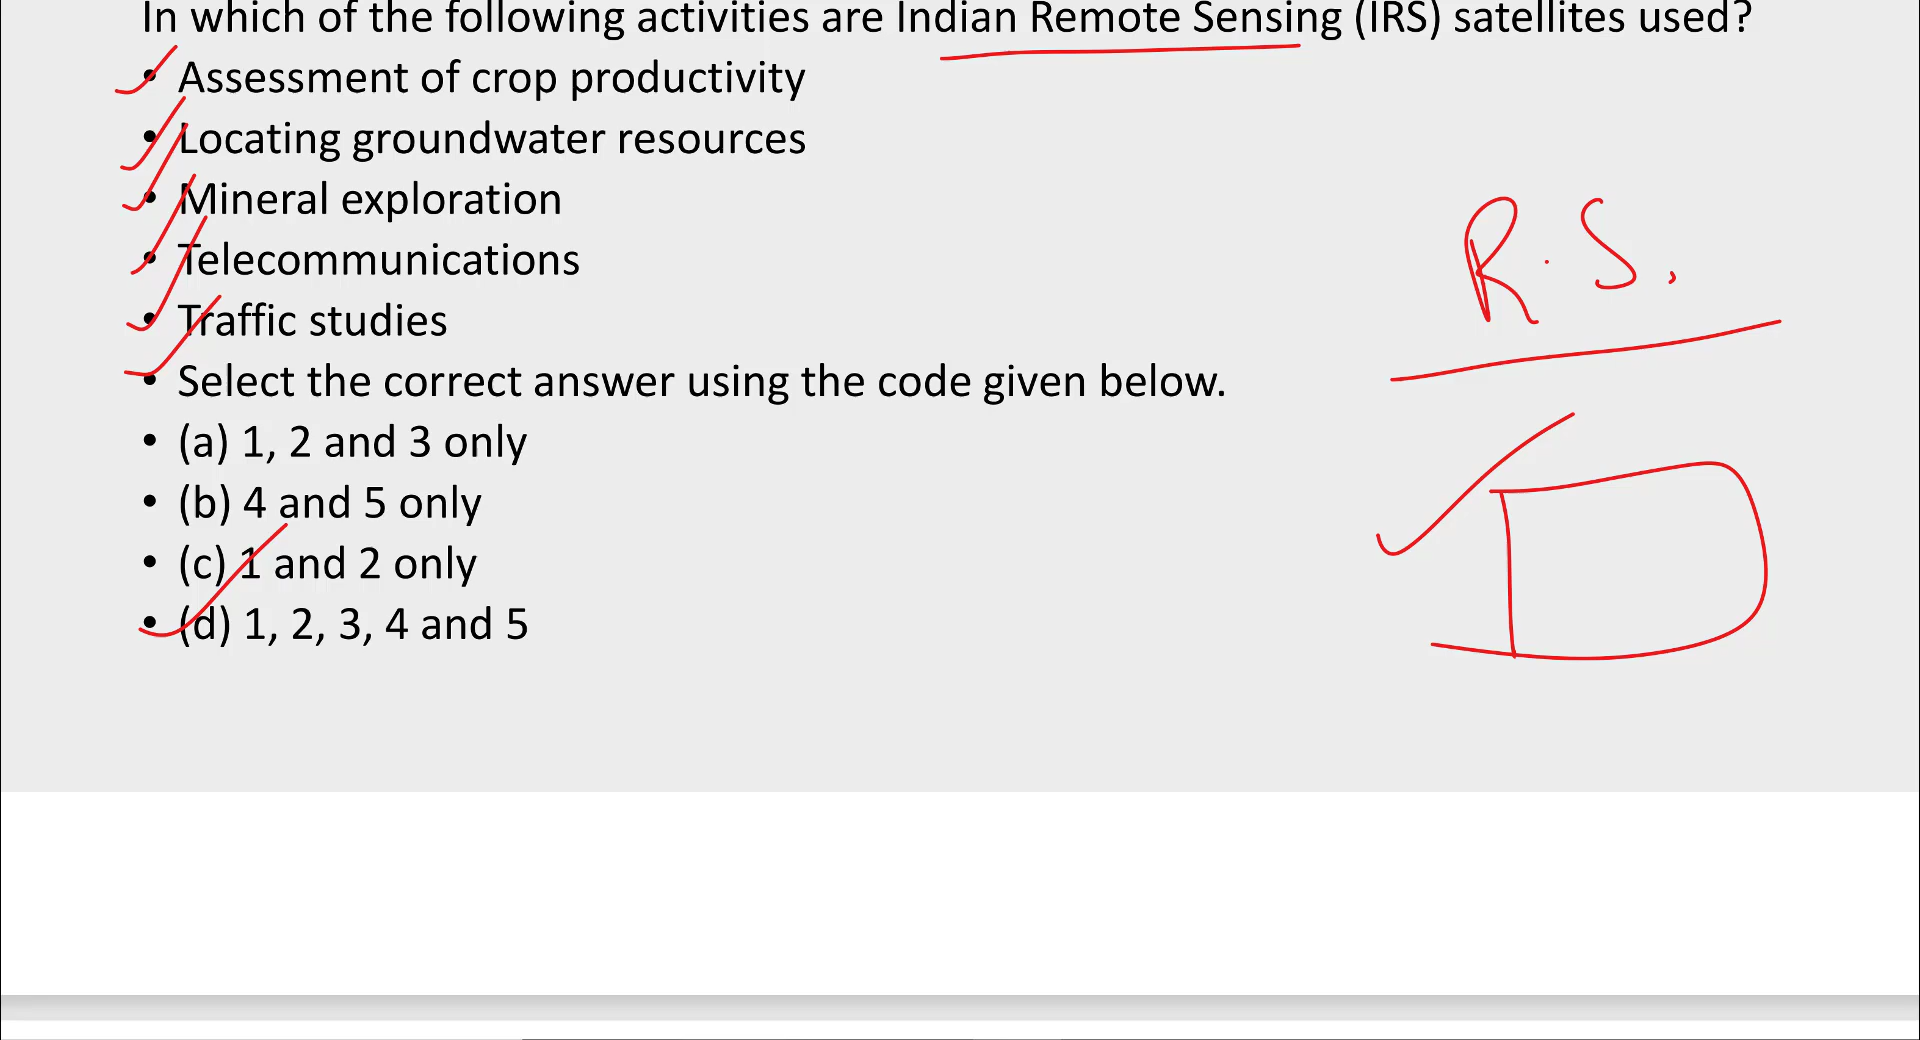 In which of the following activities are Indian Remote Sensing (IRS) satellites used?
• Assessment of crop productivity
• Locating groundwater resources
• Mineral exploration
• Telecommunications
• Traffic studies
• Select the correct answer using the code given below.
• (a) 1, 2 and 3 only
• (b) 4 and 5 only
• (c) 1 and 2 only
• (d) 1, 2, 3, 4 and 5
R.S.
D